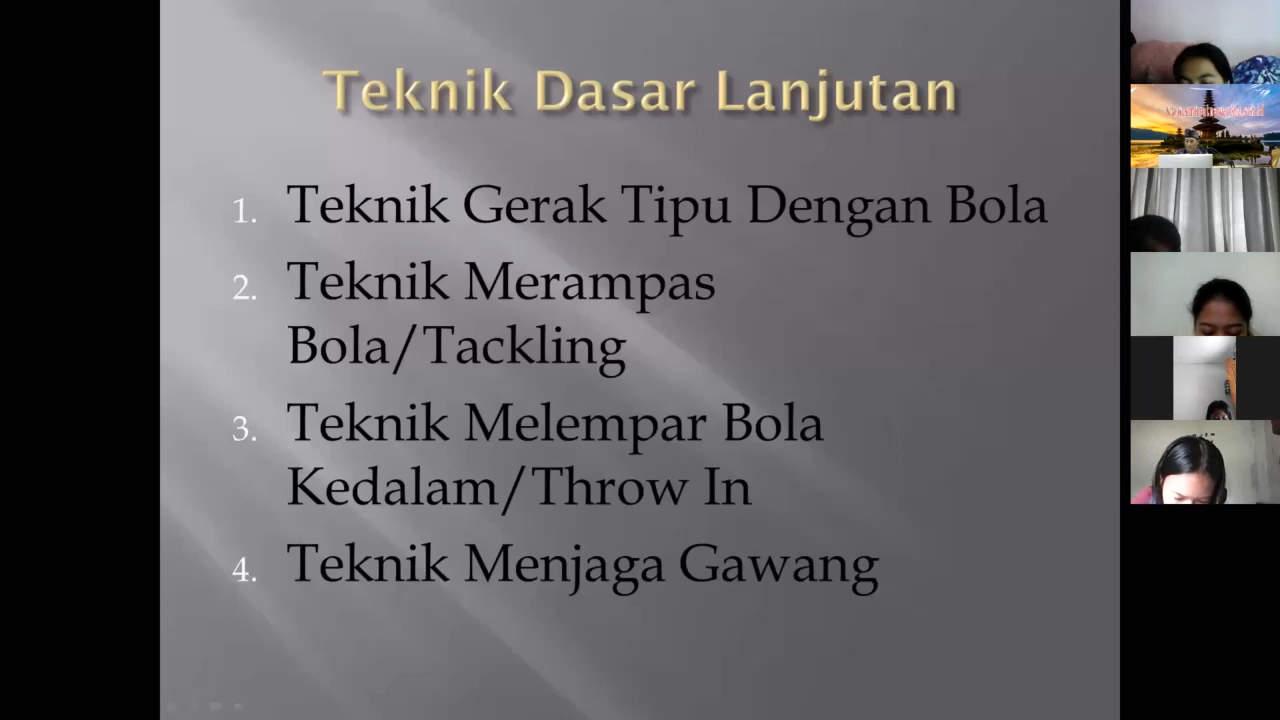 Teknik Dasar Lanjutan
1. Teknik Gerak Tipu Dengan Bola
2. Teknik Merampas
Bola/Tackling
3. Teknik Melempar Bola
Kedalam/Throw In
4. Teknik Menjaga Gawang